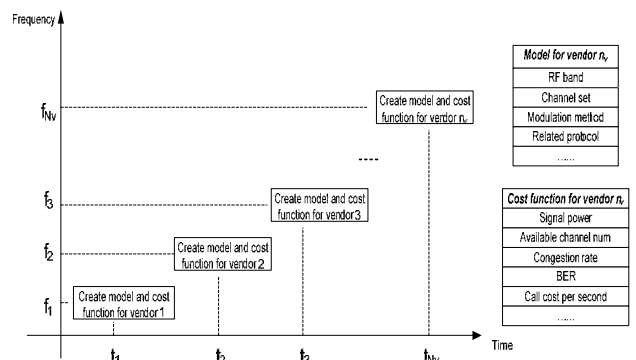 Frequency
Model for vendor nᵥ
RF band
Channel set
Modulation method
Related protocol
......
fNv
Create model and cost
function for vendor nᵥ
----
f3
Create model and cost
function for vendor 3
Cost function for vendor nᵥ
Signal power
Available channel num
Congestion rate
BER
Call cost per second
......
f2
Create model and cost
function for vendor 2
f1
Create model and cost
function for vendor 1
Time
t1
t2
t3
tNv